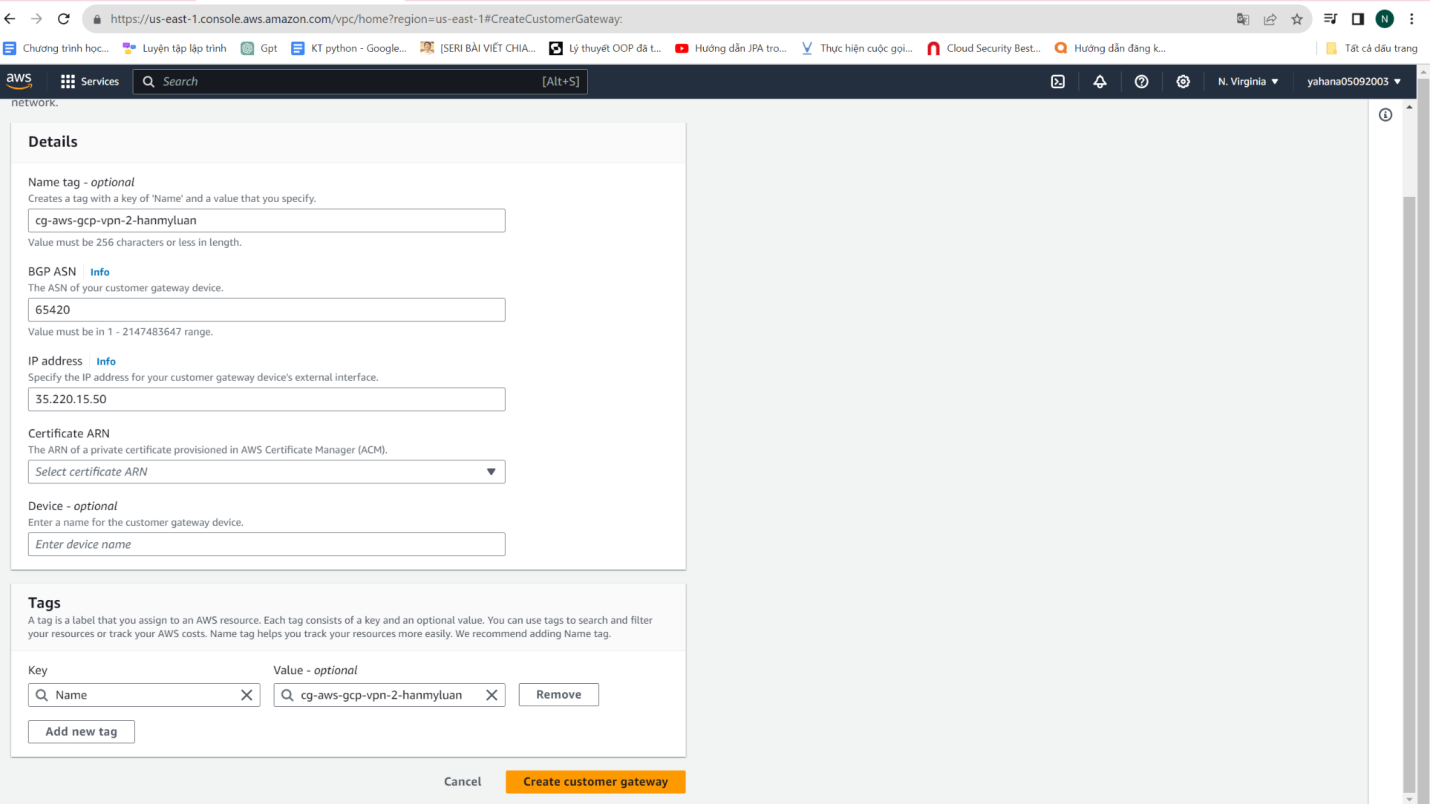 https://us-east-1.console.aws.amazon.com/vpc/home?region=us-east-1#CreateCustomerGateway:
N
Chương trình học... Luyện tập lập trình Gpt KT python - Google... [SERI BÀI VIẾT CHIA... Lý thuyết OOP đã t... Hướng dẫn JPA tro... Thực hiện cuộc gọi... Cloud Security Best... Hướng dẫn đăng k... Tất cả dấu trang
aws Services Search [Alt+S] N. Virginia yahana05092003
network.
Details
Name tag - optional
Creates a tag with a key of 'Name' and a value that you specify.
cg-aws-gcp-vpn-2-hanmyluan
Value must be 256 characters or less in length.
BGP ASN Info
The ASN of your customer gateway device.
65420
Value must be in 1 - 2147483647 range.
IP address Info
Specify the IP address for your customer gateway device's external interface.
35.220.15.50
Certificate ARN
The ARN of a private certificate provisioned in AWS Certificate Manager (ACM).
Select certificate ARN
Device - optional
Enter a name for the customer gateway device.
Enter device name
Tags
A tag is a label that you assign to an AWS resource. Each tag consists of a key and an optional value. You can use tags to search and filter
your resources or track your AWS costs. Name tag helps you track your resources more easily. We recommend adding Name tag.
Key Value - optional
Name cg-aws-gcp-vpn-2-hanmyluan Remove
Add new tag
Cancel Create customer gateway